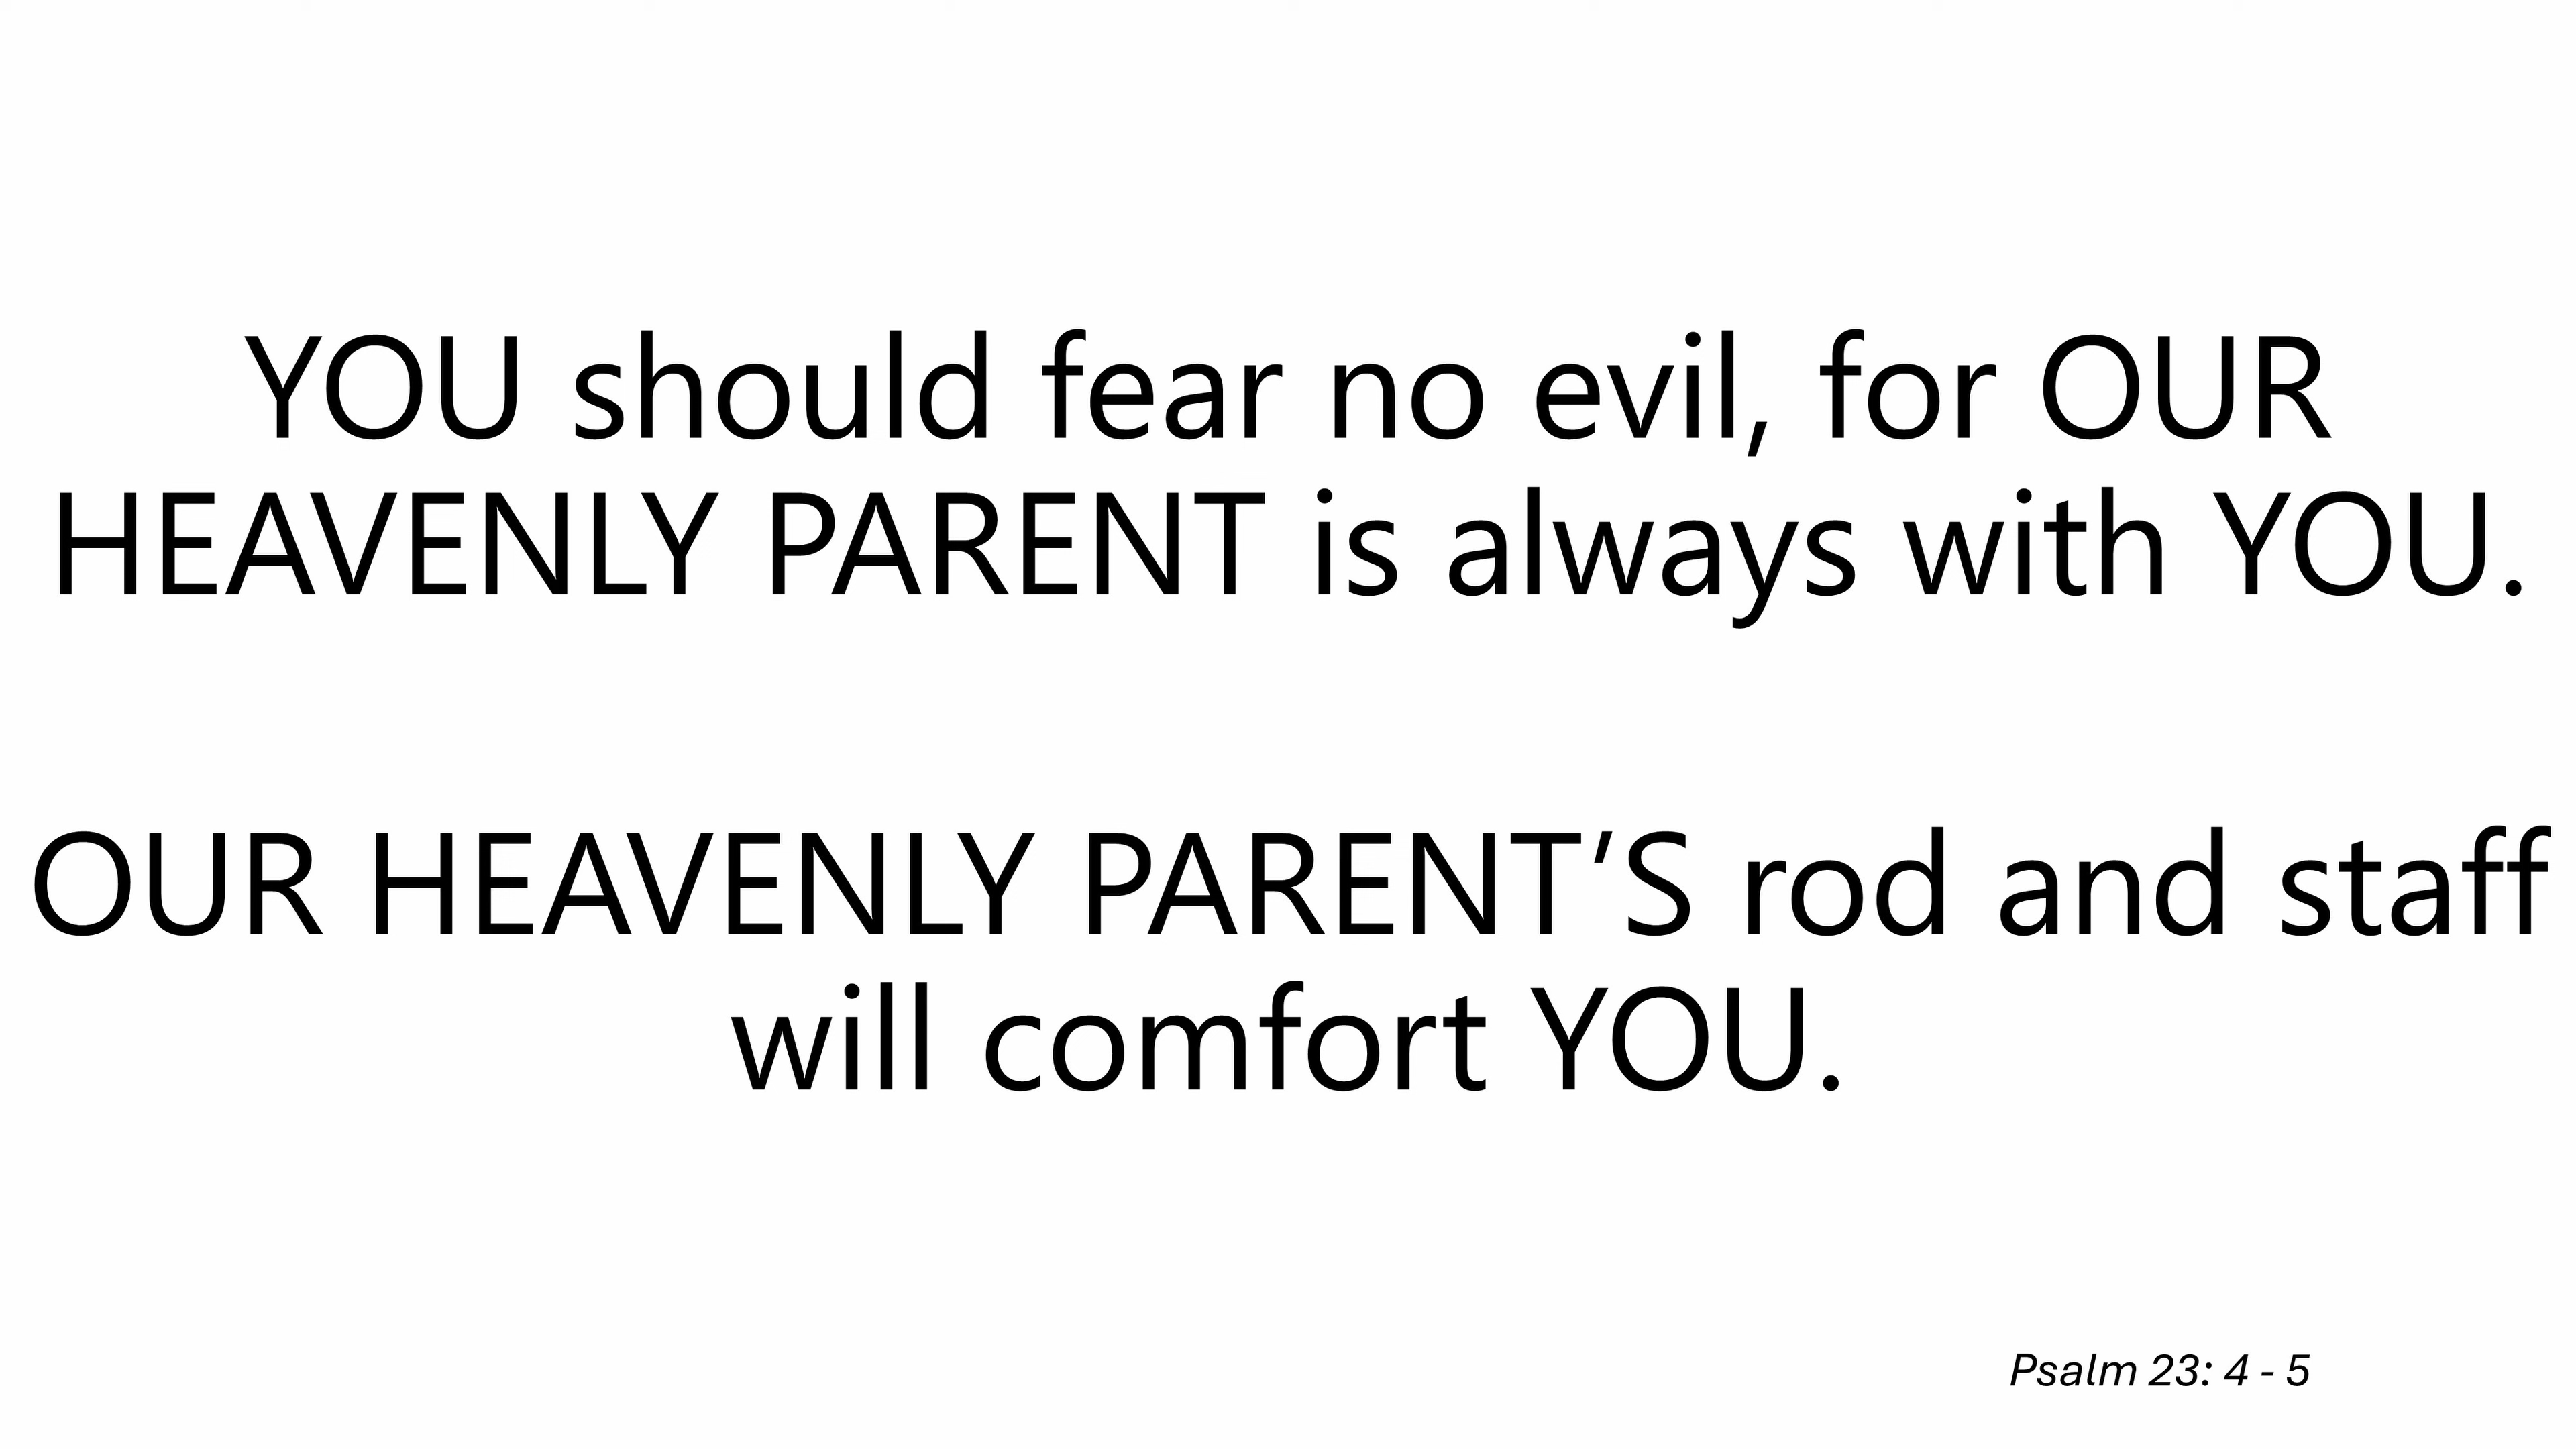 YOU should fear no evil, for OUR
HEAVENLY PARENT is always with YOU.
OUR HEAVENLY PARENT’S rod and staff
will comfort YOU.
Psalm 23: 4 - 5